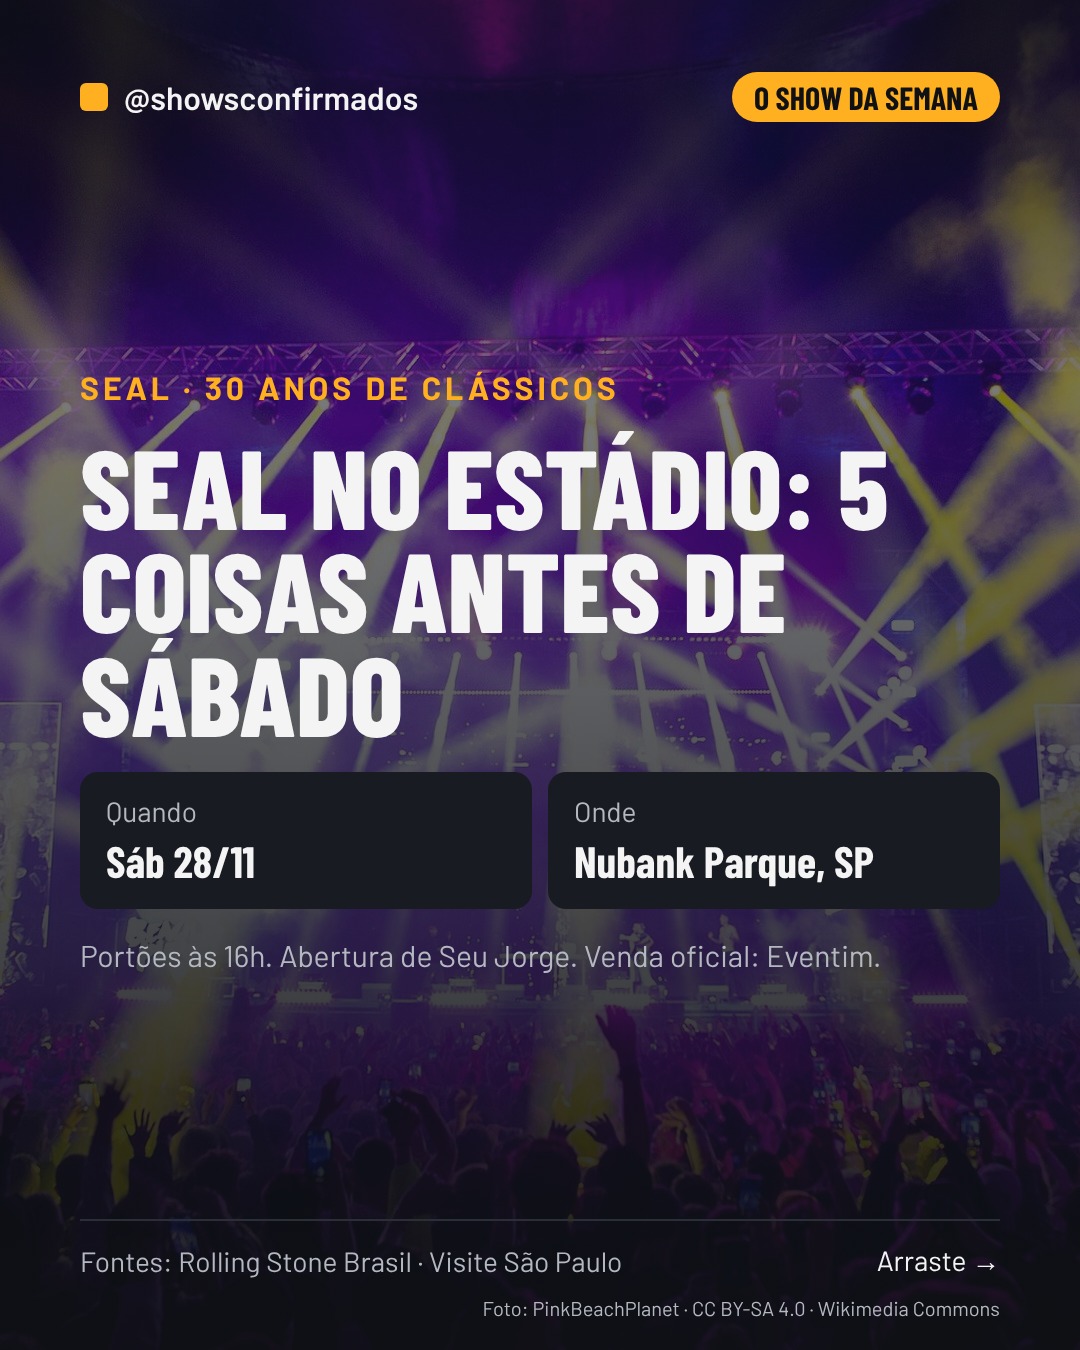 @showsconfirmados
O SHOW DA SEMANA
SEAL · 30 ANOS DE CLÁSSICOS
SEAL NO ESTÁDIO: 5
COISAS ANTES DE
SÁBADO
Quando
Sáb 28/11
Onde
Nubank Parque, SP
Portões às 16h. Abertura de Seu Jorge. Venda oficial: Eventim.
Fontes: Rolling Stone Brasil · Visite São Paulo
Arraste →
Foto: PinkBeachPlanet · CC BY-SA 4.0 · Wikimedia Commons